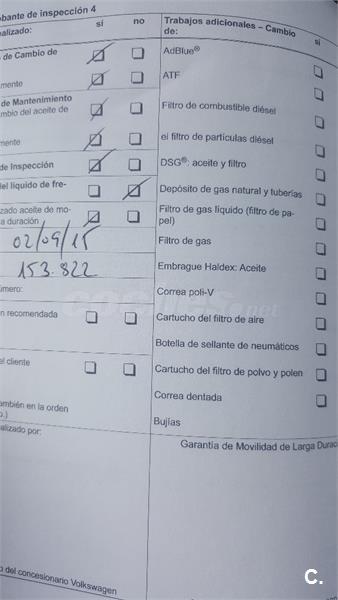 bante de inspección 4
alizado: sí no
de Cambio de
mente
de Mantenimiento
mbio del aceite de
mente
de Inspección
el líquido de fre-
zado aceite de mo-
a duración
02/09/15
153.822
úmero:
n recomendada
el cliente
ambién en la orden
o.)
alizado por:
o del concesionario Volkswagen
Trabajos adicionales – Cambio
de: sí
AdBlue®
ATF
Filtro de combustible diésel
el filtro de partículas diésel
DSG®: aceite y filtro
Depósito de gas natural y tuberías
Filtro de gas líquido (filtro de pa-
pel)
Filtro de gas
Embrague Haldex: Aceite
Correa poli-V
Cartucho del filtro de aire
Botella de sellante de neumáticos
Cartucho del filtro de polvo y polen
Correa dentada
Bujías
Garantía de Movilidad de Larga Durac
C.